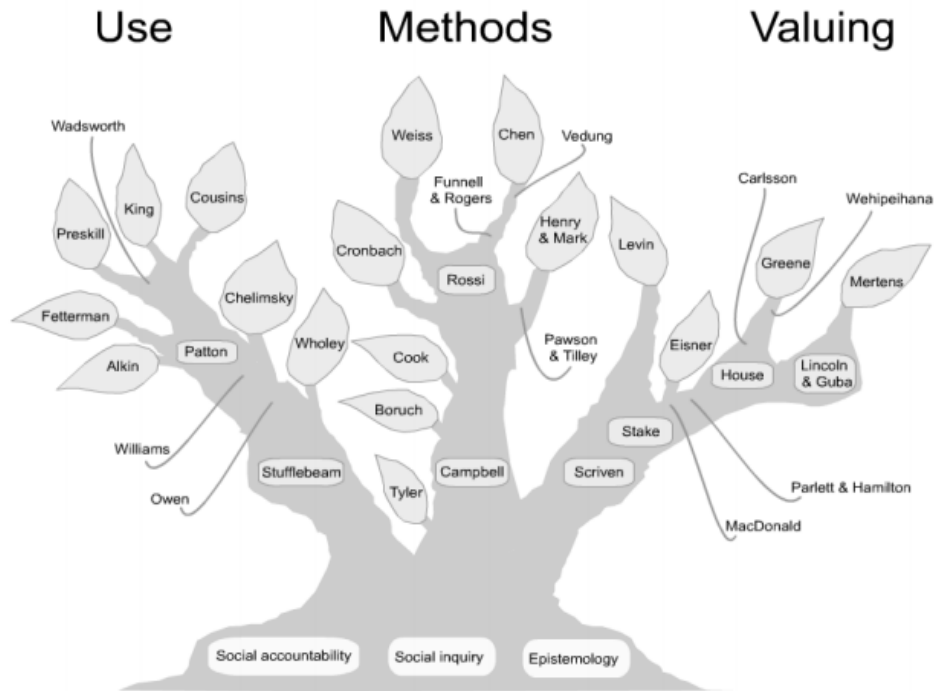 Use
Methods
Valuing
Wadsworth
King
Cousins
Preskill
Chelimsky
Fetterman
Wholey
Alkin
Patton
Williams
Owen
Stufflebeam
Weiss
Chen
Vedung
Funnell
& Rogers
Henry
& Mark
Cronbach
Rossi
Pawson
& Tilley
Cook
Boruch
Tyler
Campbell
Levin
Carlsson
Wehipeihana
Greene
Mertens
Eisner
House
Lincoln
& Guba
Stake
Scriven
Parlett & Hamilton
MacDonald
Social accountability
Social inquiry
Epistemology